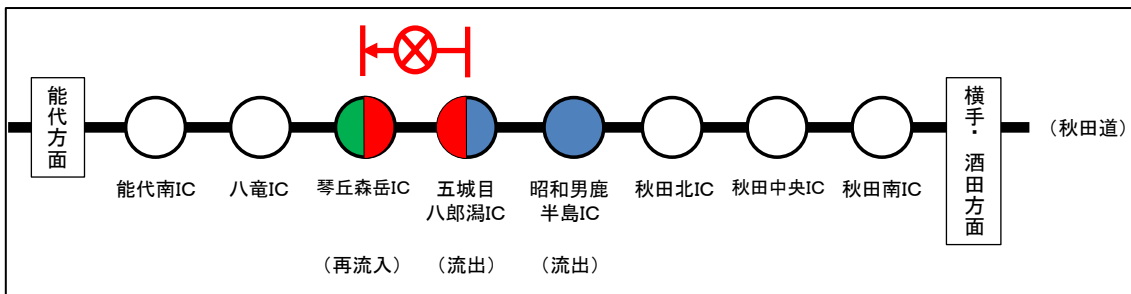 能代方面
能代南IC
八竜IC
琴丘森岳IC
五城目
八郎潟IC
昭和男鹿
半島IC
秋田北IC
秋田中央IC
秋田南IC
横手・酒田方面
（秋田道）
（再流入）
（流出）
（流出）